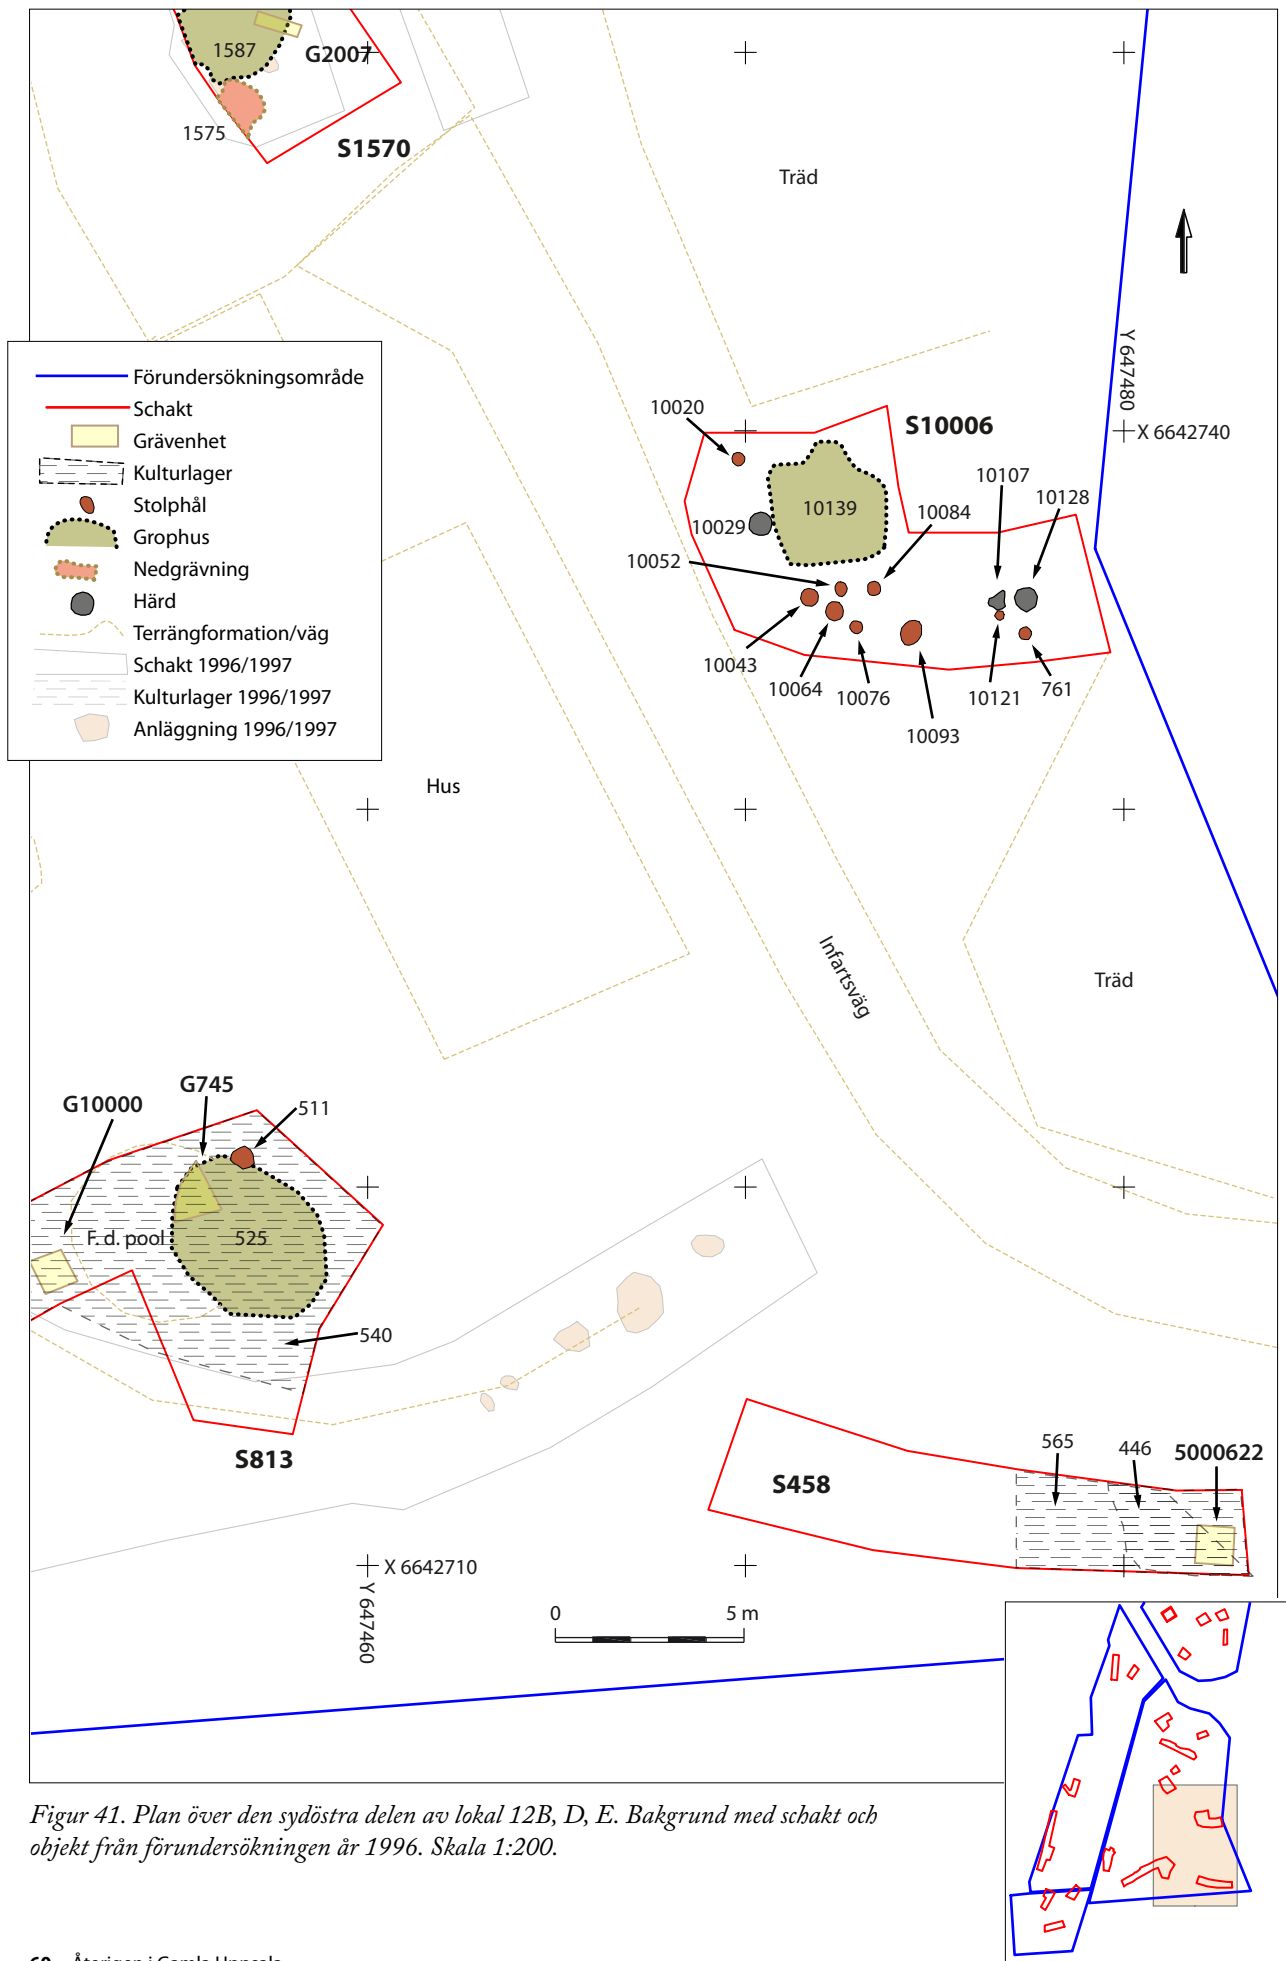 1587
G2007
1575
S1570
Träd
Y 647480
X 6642740
Förundersökningsområde
Schakt
Grävenhet
Kulturlager
Stolphål
Grophus
Nedgrävning
Härd
Terrängformation/väg
Schakt 1996/1997
Kulturlager 1996/1997
Anläggning 1996/1997
10020
S10006
10107
10128
10139
10084
10029
10052
10043
10064
10076
10093
10121
761
Hus
Infartsväg
Träd
G745
G10000
511
F. d. pool
525
540
S813
S458
565
446
5000622
X 6642710
Y 647460
0
5 m
Figur 41. Plan över den sydöstra delen av lokal 12B, D, E. Bakgrund med schakt och
objekt från förundersökningen år 1996. Skala 1:200.